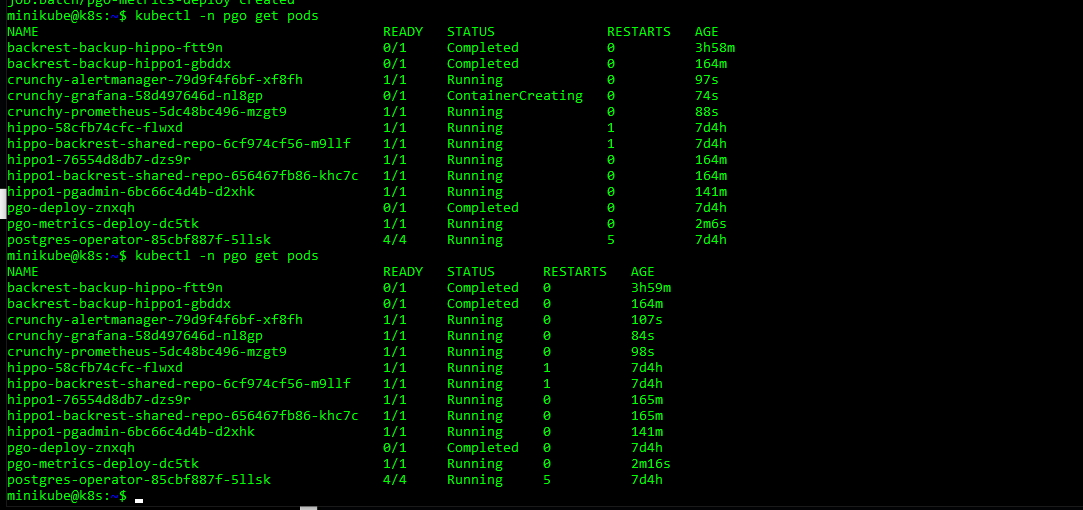 job.batch/pgo-metrics-deploy created
minikube@k8s:~$ kubectl -n pgo get pods
NAME READY STATUS RESTARTS AGE
backrest-backup-hippo-ftt9n 0/1 Completed 0 3h58m
backrest-backup-hippo1-gbddx 0/1 Completed 0 164m
crunchy-alertmanager-79d9f4f6bf-xf8fh 1/1 Running 0 97s
crunchy-grafana-58d497646d-nl8gp 0/1 ContainerCreating 0 74s
crunchy-prometheus-5dc48bc496-mzgt9 1/1 Running 0 88s
hippo-58cfb74cfc-flwxd 1/1 Running 1 7d4h
hippo-backrest-shared-repo-6cf974cf56-m9llf 1/1 Running 1 7d4h
hippo1-76554d8db7-dzs9r 1/1 Running 0 164m
hippo1-backrest-shared-repo-656467fb86-khc7c 1/1 Running 0 164m
hippo1-pgadmin-6bc66c4d4b-d2xhk 1/1 Running 0 141m
pgo-deploy-znxqh 0/1 Completed 0 7d4h
pgo-metrics-deploy-dc5tk 1/1 Running 0 2m6s
postgres-operator-85cbf887f-5llsk 4/4 Running 5 7d4h
minikube@k8s:~$ kubectl -n pgo get pods
NAME READY STATUS RESTARTS AGE
backrest-backup-hippo-ftt9n 0/1 Completed 0 3h59m
backrest-backup-hippo1-gbddx 0/1 Completed 0 164m
crunchy-alertmanager-79d9f4f6bf-xf8fh 1/1 Running 0 107s
crunchy-grafana-58d497646d-nl8gp 1/1 Running 0 84s
crunchy-prometheus-5dc48bc496-mzgt9 1/1 Running 0 98s
hippo-58cfb74cfc-flwxd 1/1 Running 1 7d4h
hippo-backrest-shared-repo-6cf974cf56-m9llf 1/1 Running 1 7d4h
hippo1-76554d8db7-dzs9r 1/1 Running 0 165m
hippo1-backrest-shared-repo-656467fb86-khc7c 1/1 Running 0 165m
hippo1-pgadmin-6bc66c4d4b-d2xhk 1/1 Running 0 141m
pgo-deploy-znxqh 0/1 Completed 0 7d4h
pgo-metrics-deploy-dc5tk 1/1 Running 0 2m16s
postgres-operator-85cbf887f-5llsk 4/4 Running 5 7d4h
minikube@k8s:~$